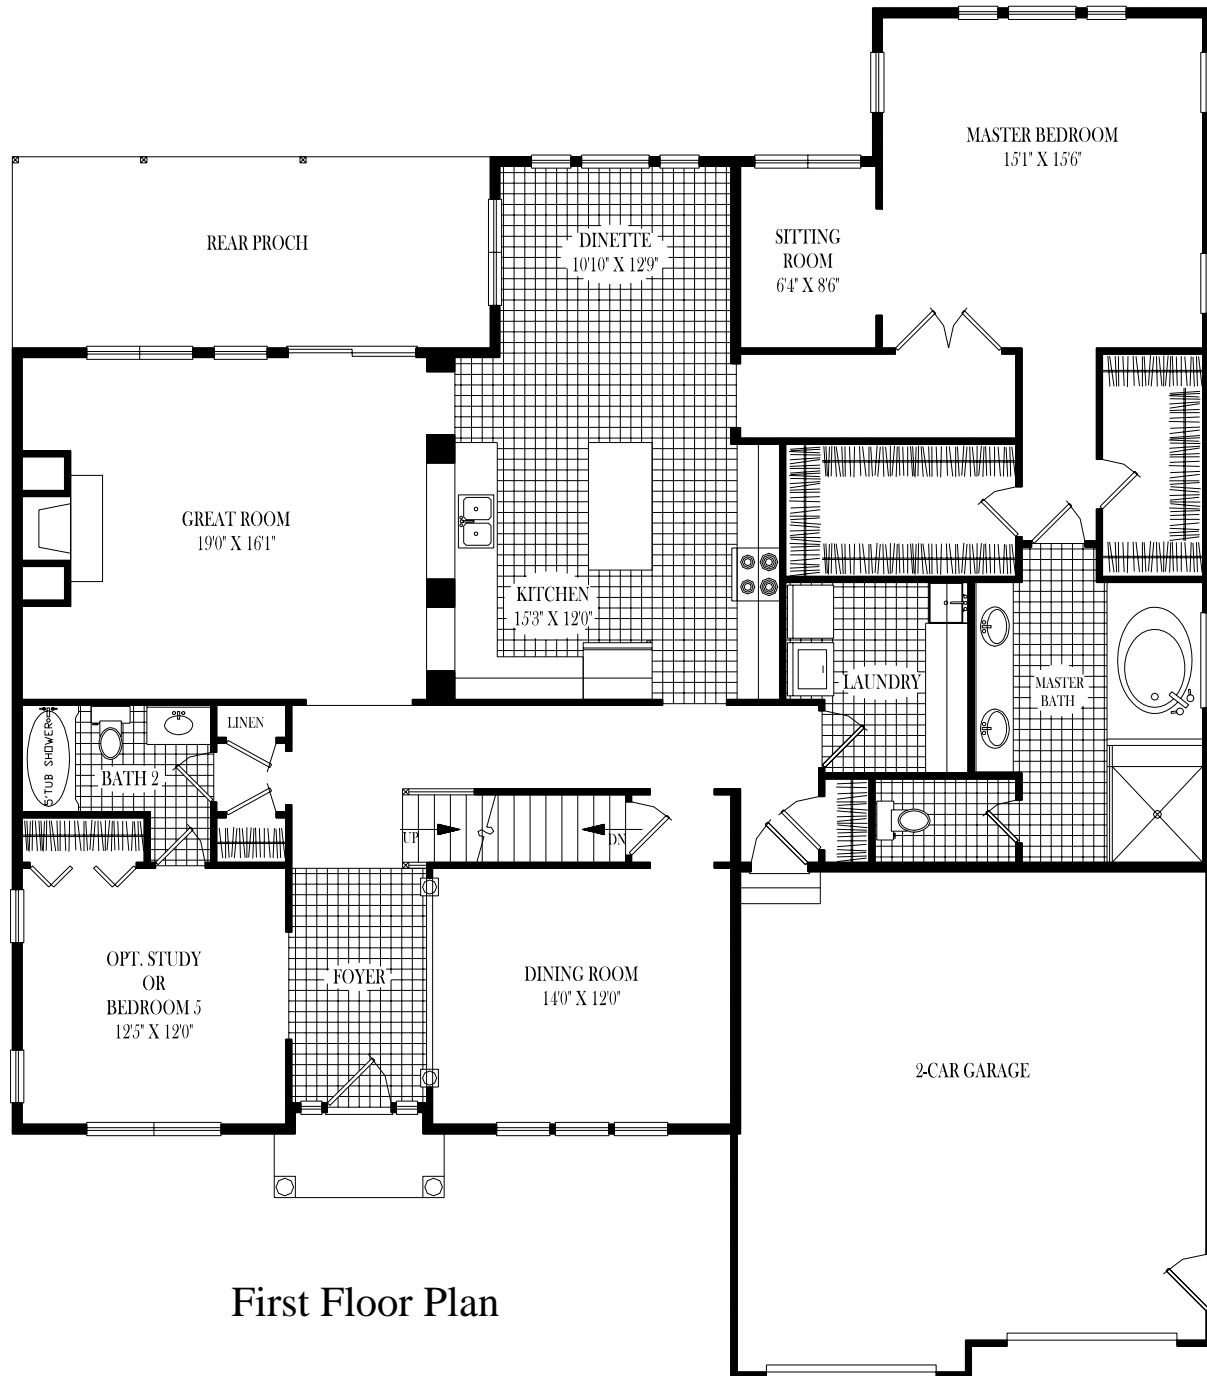 MASTER BEDROOM
15'1" X 15'6"
REAR PROCH
DINETTE
10'10" X 12'9"
SITTING
ROOM
6'4" X 8'6"
GREAT ROOM
19'0" X 16'1"
KITCHEN
15'3" X 12'0"
LAUNDRY
MASTER
BATH
LINEN
5'TUB SHOWER
BATH 2
UP
DN
OPT. STUDY
OR
BEDROOM 5
12'5" X 12'0"
FOYER
DINING ROOM
14'0" X 12'0"
2-CAR GARAGE
First Floor Plan